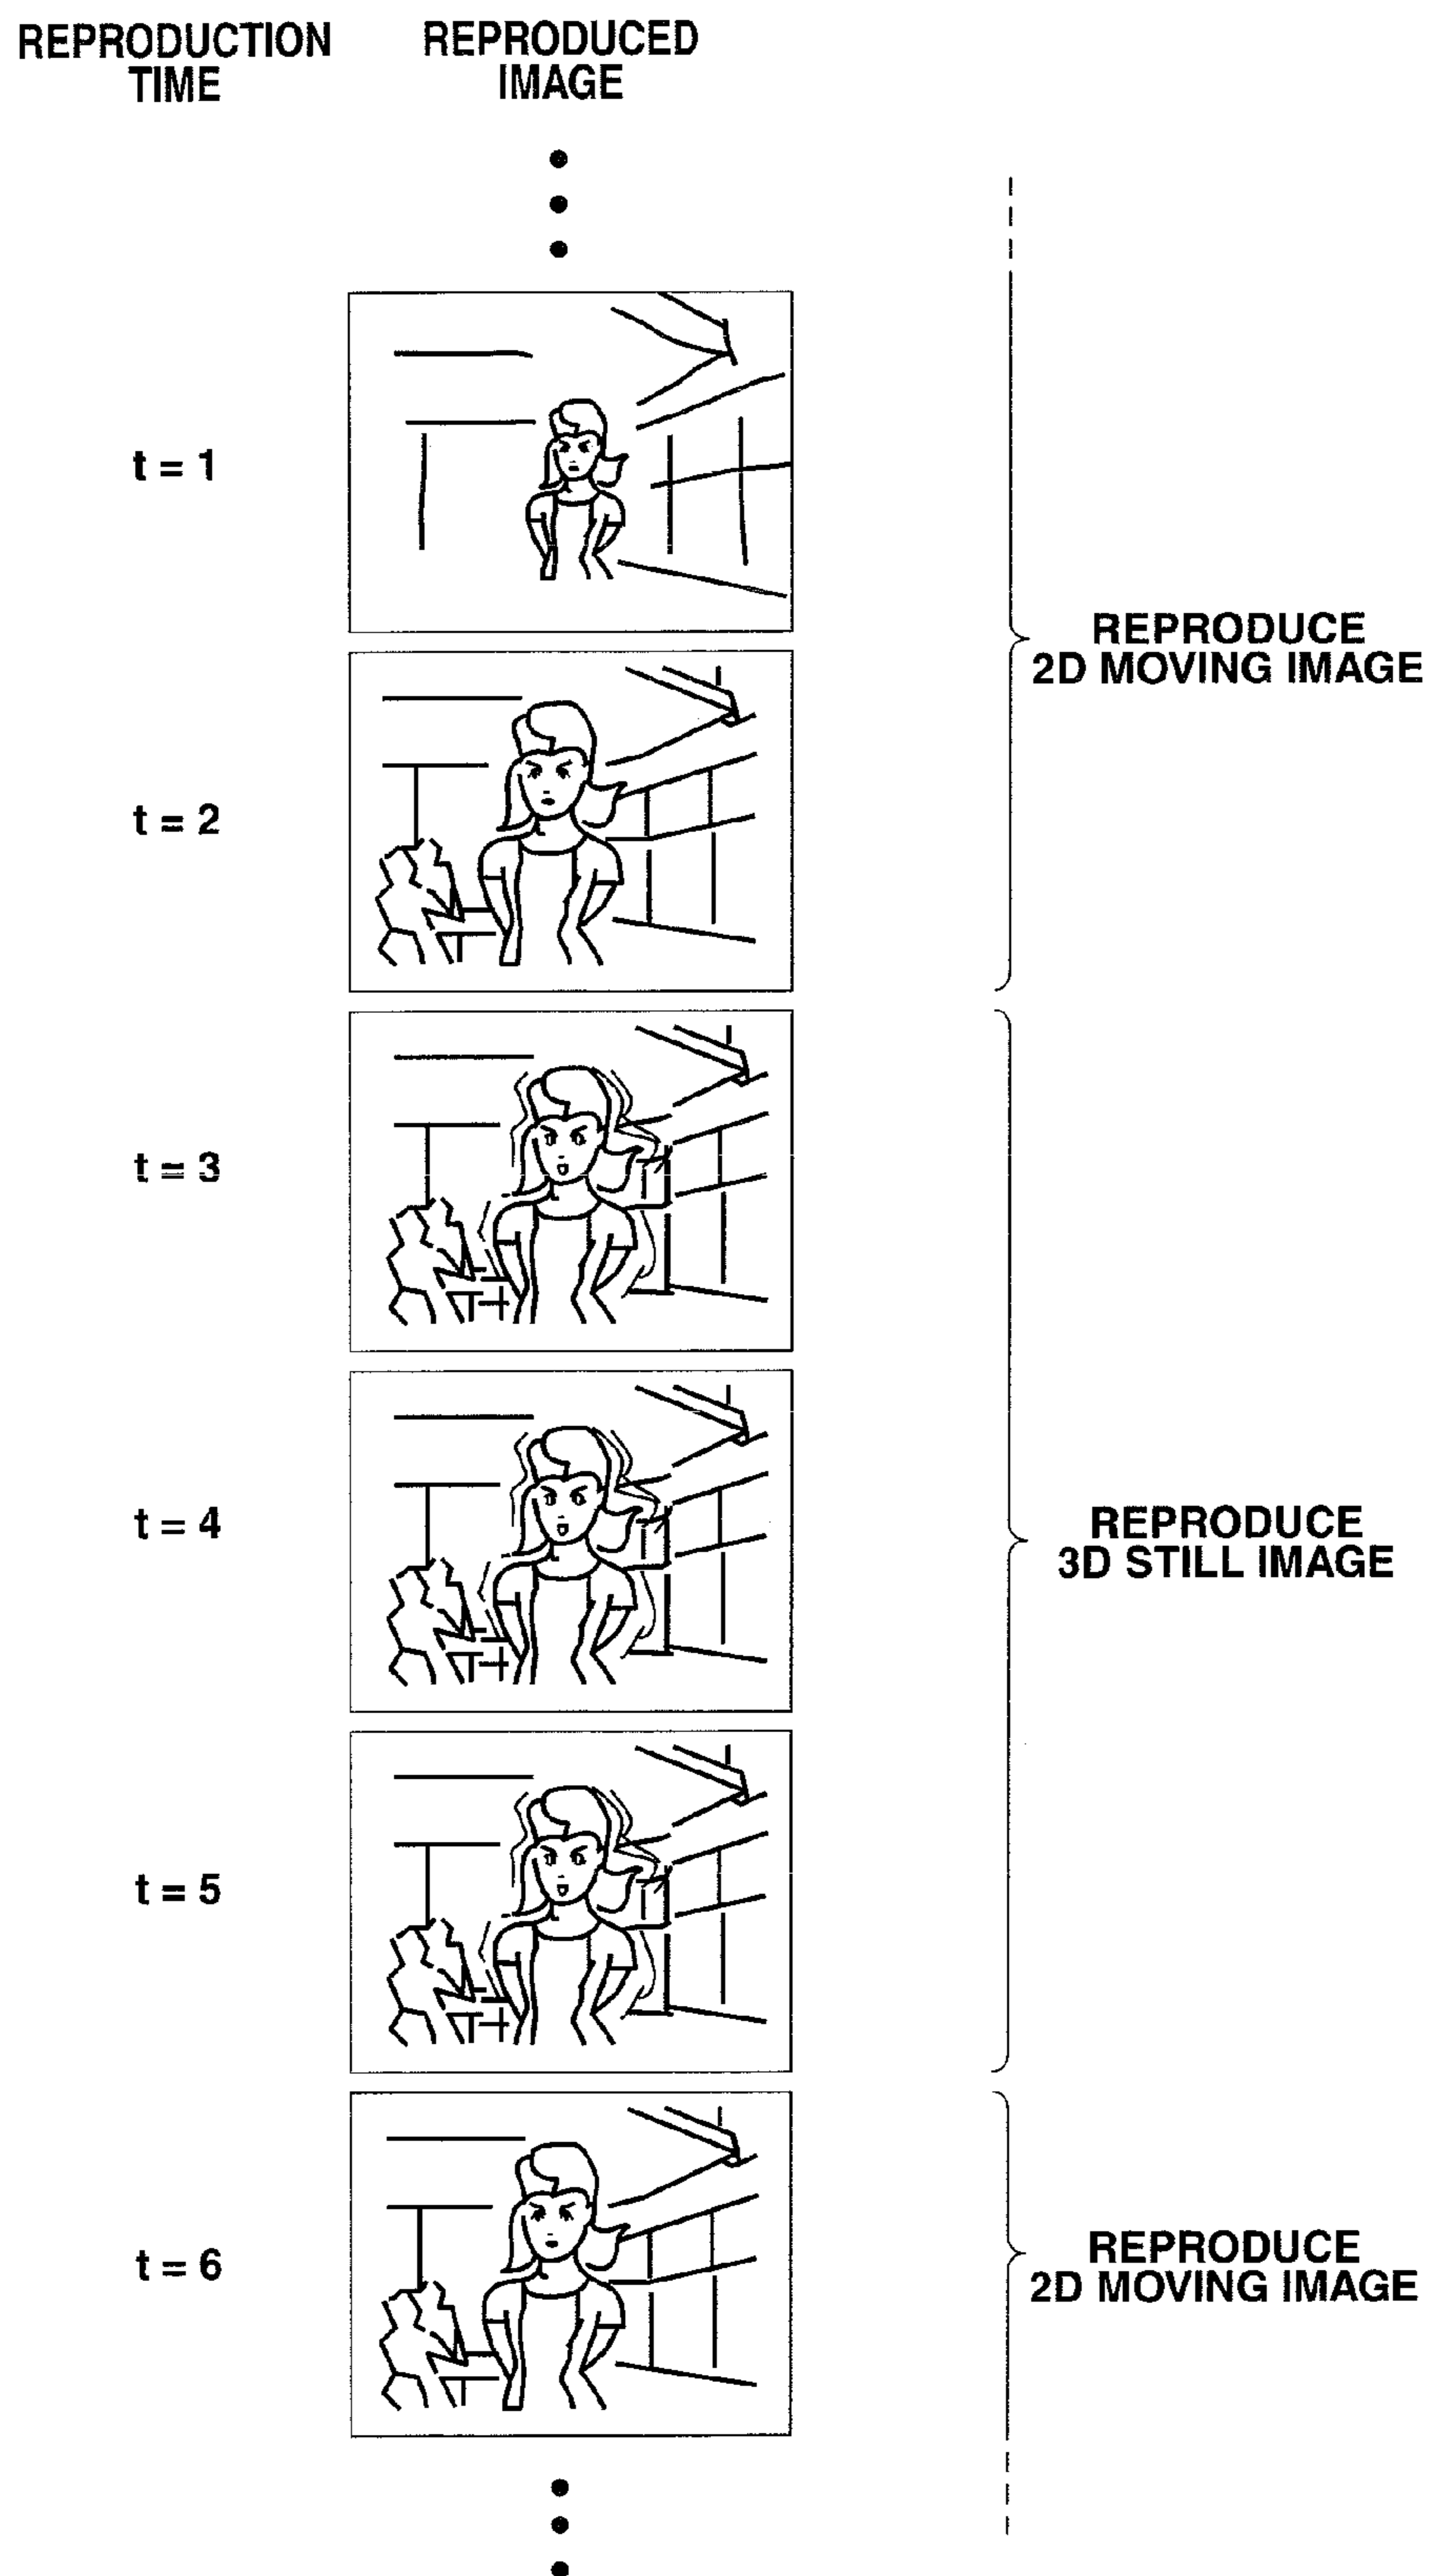 REPRODUCTION
TIME
REPRODUCED
IMAGE
t = 1
REPRODUCE
2D MOVING IMAGE
t = 2
t = 3
t = 4
REPRODUCE
3D STILL IMAGE
t = 5
t = 6
REPRODUCE
2D MOVING IMAGE